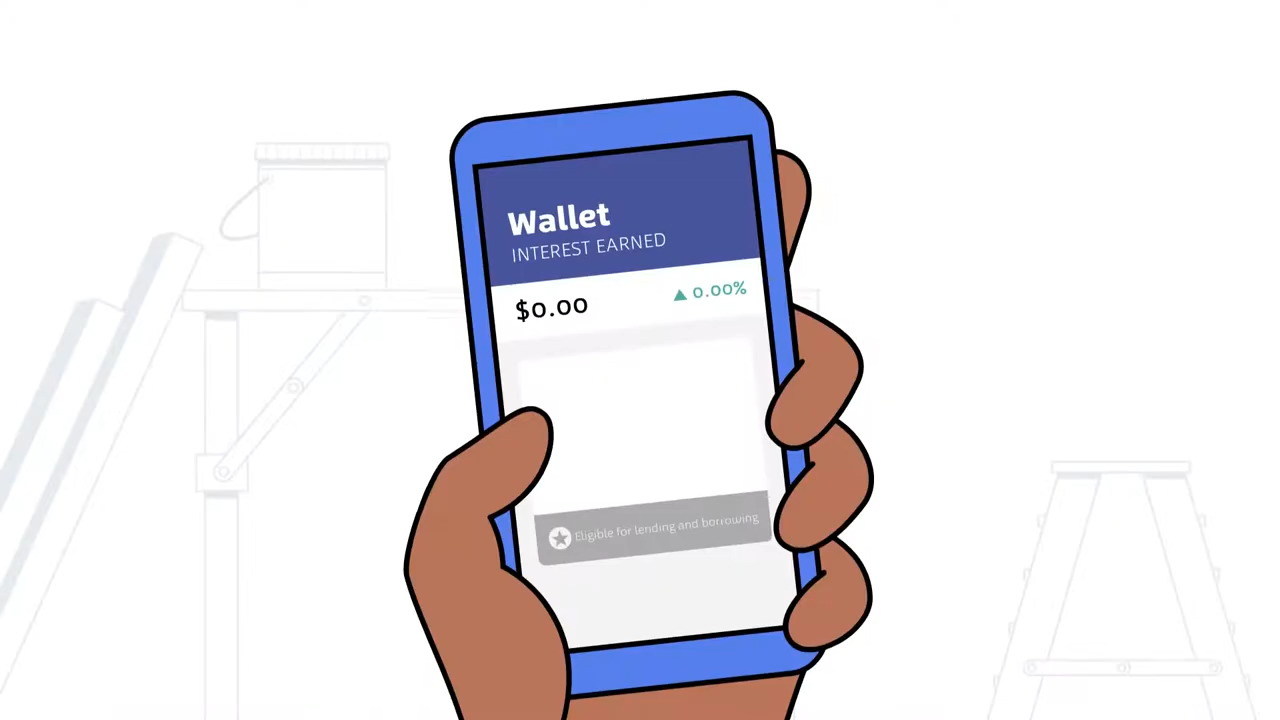 Wallet
INTEREST EARNED
$0.00 ▲ 0.00%
Eligible for lending and borrowing